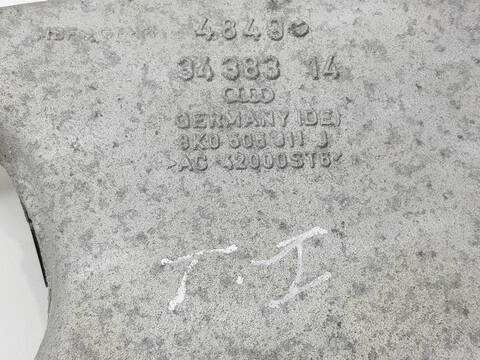 4849
34383 14
GERMANY (DE)
8K0 505 311 J
>AC-42000ST6<
T.I